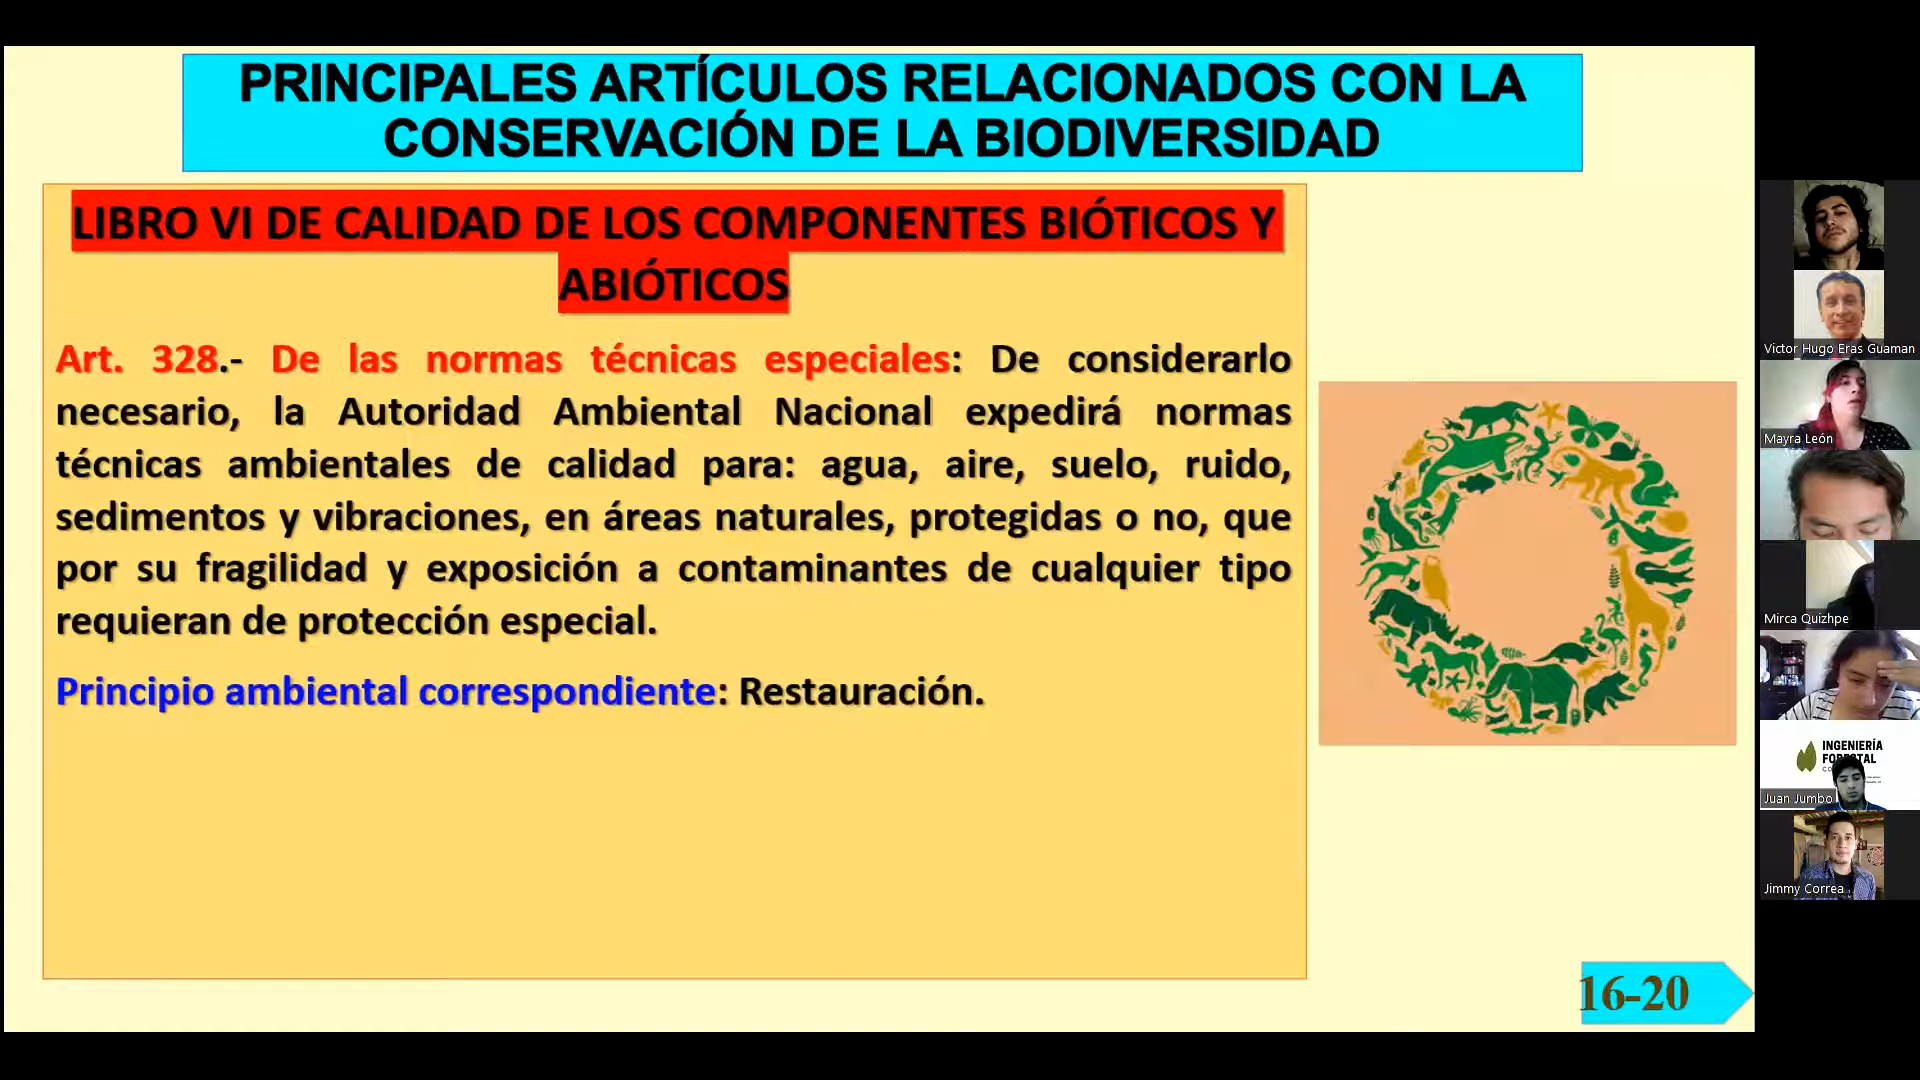 PRINCIPALES ARTÍCULOS RELACIONADOS CON LA
CONSERVACIÓN DE LA BIODIVERSIDAD
LIBRO VI DE CALIDAD DE LOS COMPONENTES BIÓTICOS Y
ABIÓTICOS
Art. 328.- De las normas técnicas especiales: De considerarlo
necesario, la Autoridad Ambiental Nacional expedirá normas
técnicas ambientales de calidad para: agua, aire, suelo, ruido,
sedimentos y vibraciones, en áreas naturales, protegidas o no, que
por su fragilidad y exposición a contaminantes de cualquier tipo
requieran de protección especial.
Principio ambiental correspondiente: Restauración.
16-20
Victor Hugo Eras Guaman
Mayra León
Mirca Quizhpe
INGENIERÍA
Juan Jumbo
Jimmy Correa